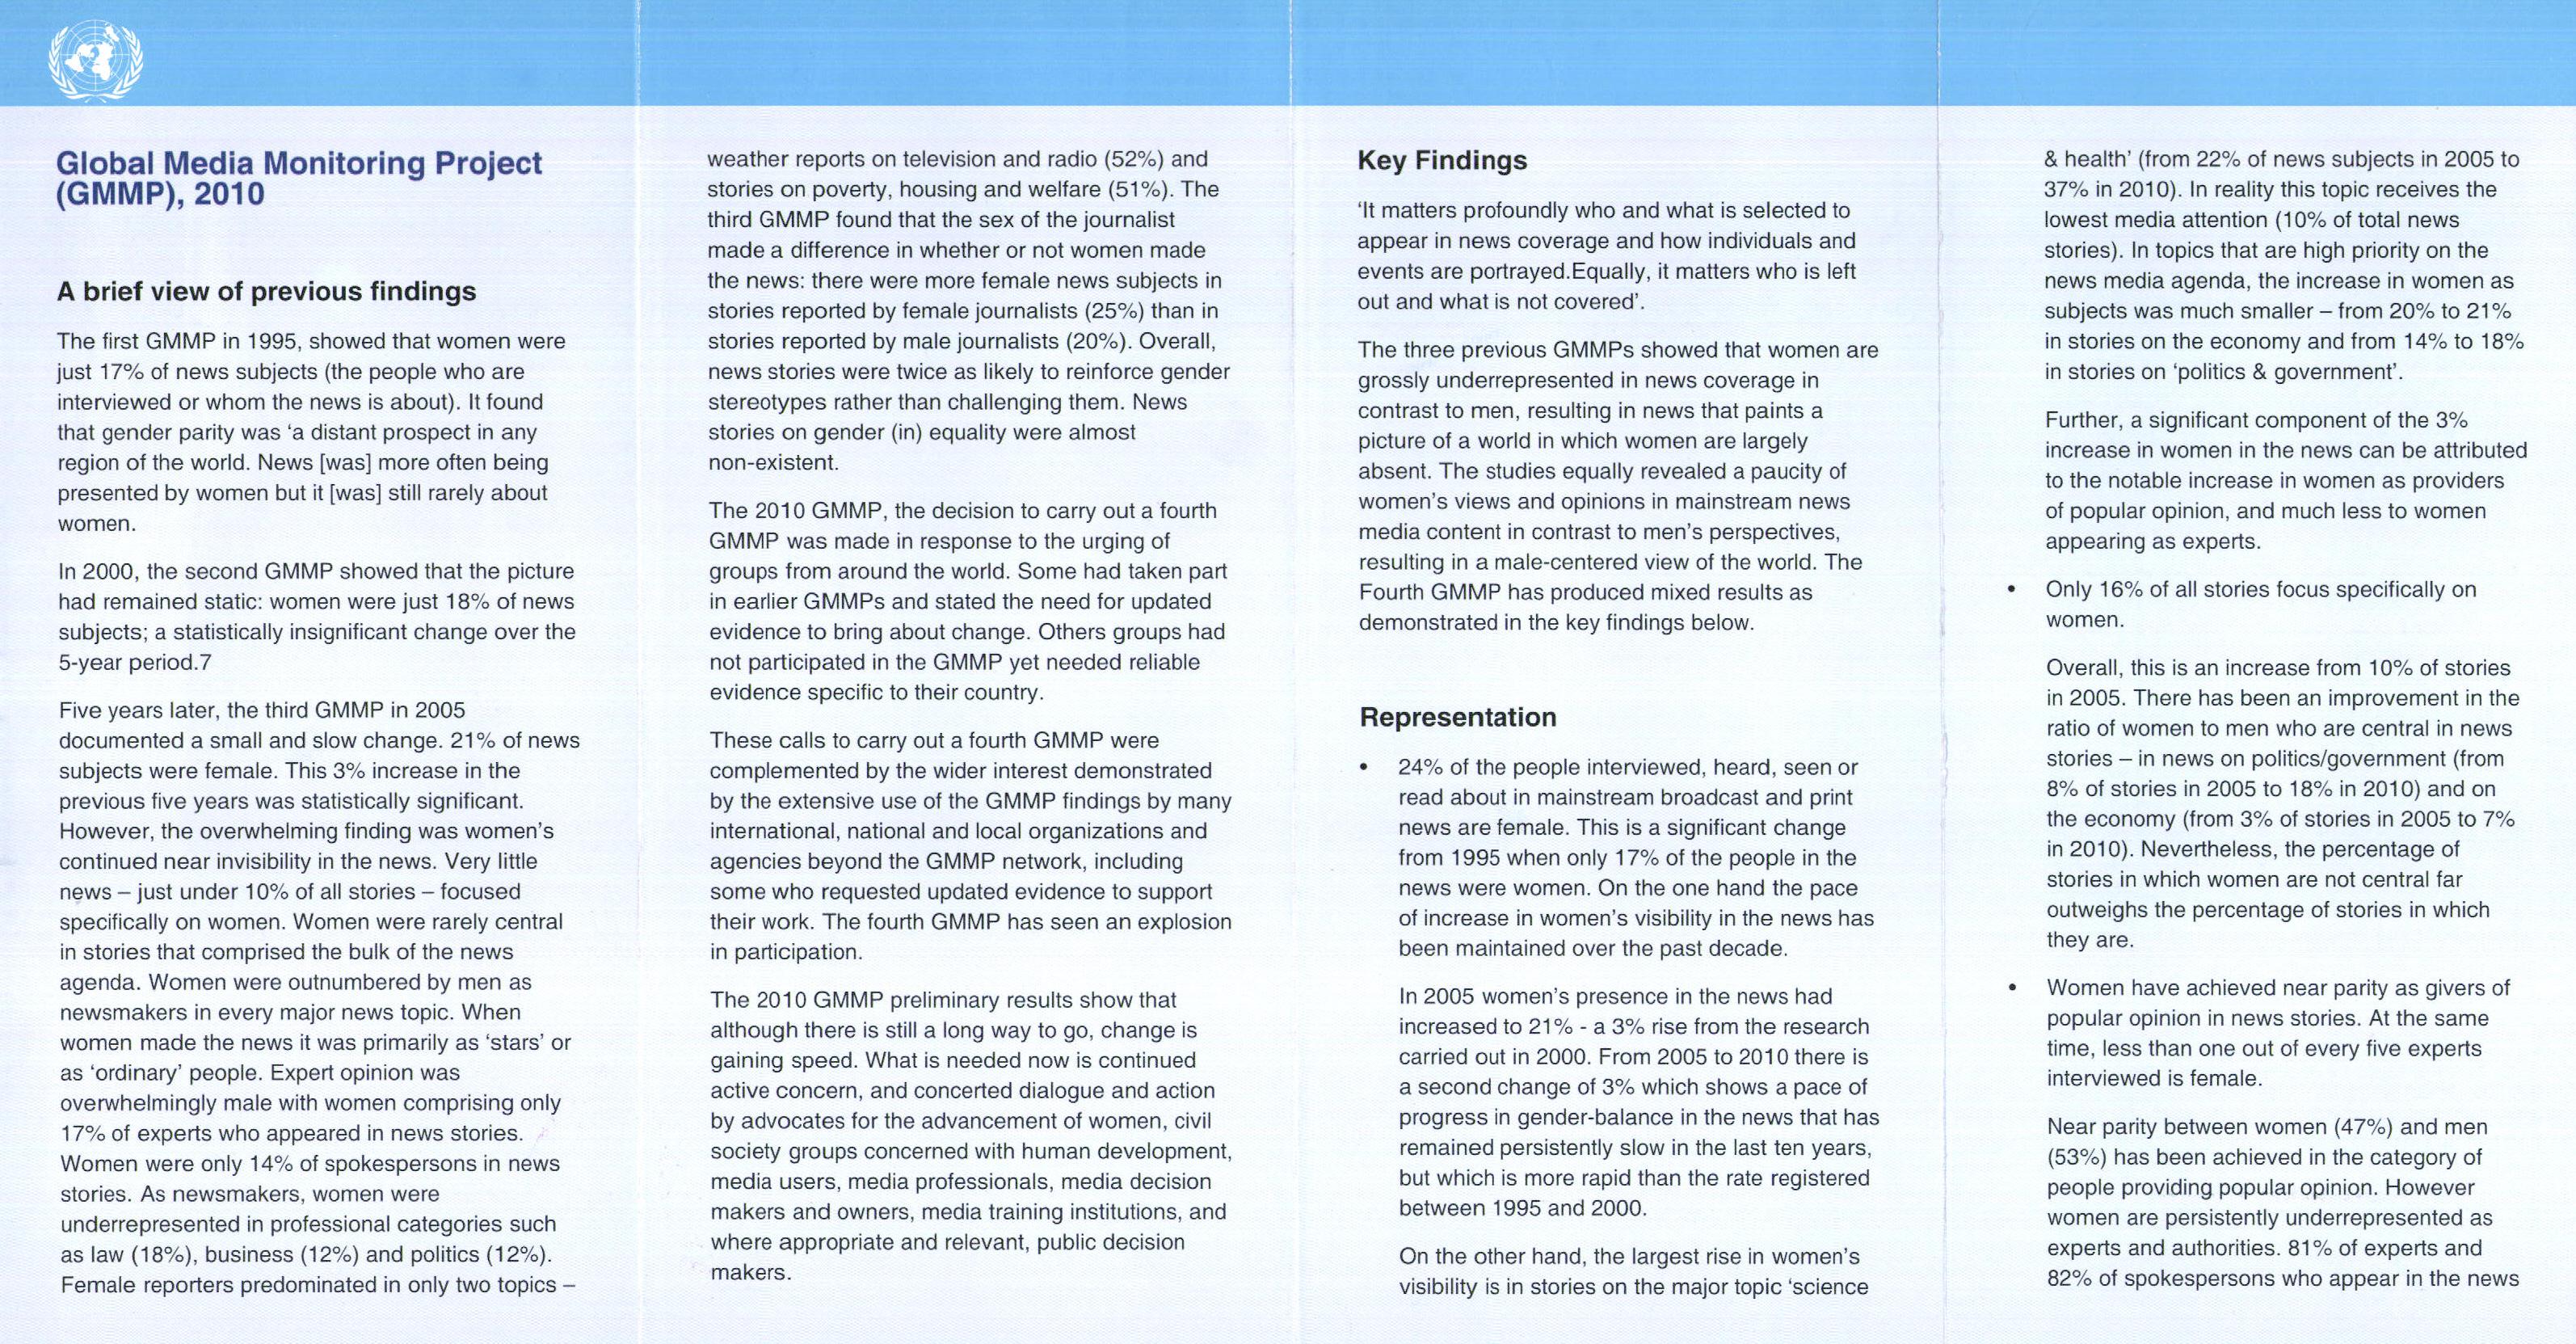 Global Media Monitoring Project
(GMMP), 2010
A brief view of previous findings
The first GMMP in 1995, showed that women were
just 17% of news subjects (the people who are
interviewed or whom the news is about). It found
that gender parity was ‘a distant prospect in any
region of the world. News [was] more often being
presented by women but it [was] still rarely about
women.
In 2000, the second GMMP showed that the picture
had remained static: women were just 18% of news
subjects; a statistically insignificant change over the
5-year period.7
Five years later, the third GMMP in 2005
documented a small and slow change. 21% of news
subjects were female. This 3% increase in the
previous five years was statistically significant.
However, the overwhelming finding was women’s
continued near invisibility in the news. Very little
news – just under 10% of all stories – focused
specifically on women. Women were rarely central
in stories that comprised the bulk of the news
agenda. Women were outnumbered by men as
newsmakers in every major news topic. When
women made the news it was primarily as ‘stars’ or
as ‘ordinary’ people. Expert opinion was
overwhelmingly male with women comprising only
17% of experts who appeared in news stories.
Women were only 14% of spokespersons in news
stories. As newsmakers, women were
underrepresented in professional categories such
as law (18%), business (12%) and politics (12%).
Female reporters predominated in only two topics –
weather reports on television and radio (52%) and
stories on poverty, housing and welfare (51%). The
third GMMP found that the sex of the journalist
made a difference in whether or not women made
the news: there were more female news subjects in
stories reported by female journalists (25%) than in
stories reported by male journalists (20%). Overall,
news stories were twice as likely to reinforce gender
stereotypes rather than challenging them. News
stories on gender (in) equality were almost
non-existent.
The 2010 GMMP, the decision to carry out a fourth
GMMP was made in response to the urging of
groups from around the world. Some had taken part
in earlier GMMPs and stated the need for updated
evidence to bring about change. Others groups had
not participated in the GMMP yet needed reliable
evidence specific to their country.
These calls to carry out a fourth GMMP were
complemented by the wider interest demonstrated
by the extensive use of the GMMP findings by many
international, national and local organizations and
agencies beyond the GMMP network, including
some who requested updated evidence to support
their work. The fourth GMMP has seen an explosion
in participation.
The 2010 GMMP preliminary results show that
although there is still a long way to go, change is
gaining speed. What is needed now is continued
active concern, and concerted dialogue and action
by advocates for the advancement of women, civil
society groups concerned with human development,
media users, media professionals, media decision
makers and owners, media training institutions, and
where appropriate and relevant, public decision
makers.
Key Findings
‘It matters profoundly who and what is selected to
appear in news coverage and how individuals and
events are portrayed.Equally, it matters who is left
out and what is not covered’.
The three previous GMMPs showed that women are
grossly underrepresented in news coverage in
contrast to men, resulting in news that paints a
picture of a world in which women are largely
absent. The studies equally revealed a paucity of
women’s views and opinions in mainstream news
media content in contrast to men’s perspectives,
resulting in a male-centered view of the world. The
Fourth GMMP has produced mixed results as
demonstrated in the key findings below.
Representation
• 24% of the people interviewed, heard, seen or
read about in mainstream broadcast and print
news are female. This is a significant change
from 1995 when only 17% of the people in the
news were women. On the one hand the pace
of increase in women’s visibility in the news has
been maintained over the past decade.
In 2005 women’s presence in the news had
increased to 21% - a 3% rise from the research
carried out in 2000. From 2005 to 2010 there is
a second change of 3% which shows a pace of
progress in gender-balance in the news that has
remained persistently slow in the last ten years,
but which is more rapid than the rate registered
between 1995 and 2000.
On the other hand, the largest rise in women’s
visibility is in stories on the major topic ‘science
& health’ (from 22% of news subjects in 2005 to
37% in 2010). In reality this topic receives the
lowest media attention (10% of total news
stories). In topics that are high priority on the
news media agenda, the increase in women as
subjects was much smaller – from 20% to 21%
in stories on the economy and from 14% to 18%
in stories on ‘politics & government’.
Further, a significant component of the 3%
increase in women in the news can be attributed
to the notable increase in women as providers
of popular opinion, and much less to women
appearing as experts.
• Only 16% of all stories focus specifically on
women.
Overall, this is an increase from 10% of stories
in 2005. There has been an improvement in the
ratio of women to men who are central in news
stories – in news on politics/government (from
8% of stories in 2005 to 18% in 2010) and on
the economy (from 3% of stories in 2005 to 7%
in 2010). Nevertheless, the percentage of
stories in which women are not central far
outweighs the percentage of stories in which
they are.
• Women have achieved near parity as givers of
popular opinion in news stories. At the same
time, less than one out of every five experts
interviewed is female.
Near parity between women (47%) and men
(53%) has been achieved in the category of
people providing popular opinion. However
women are persistently underrepresented as
experts and authorities. 81% of experts and
82% of spokespersons who appear in the news